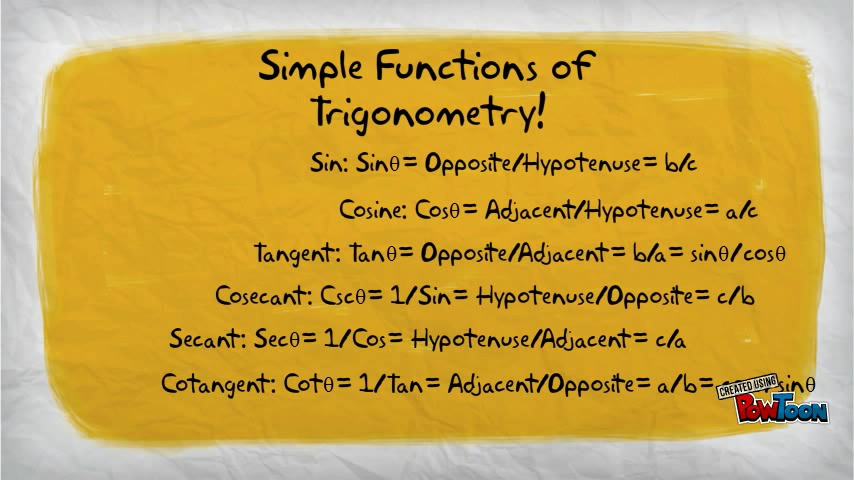 Simple Functions of
Trigonometry!
Sin: Sinθ= Opposite/Hypotenuse= b/c
Cosine: Cosθ= Adjacent/Hypotenuse= a/c
Tangent: Tanθ= Opposite/Adjacent= b/a= sinθ/cosθ
Cosecant: Cscθ= 1/Sin= Hypotenuse/Opposite= c/b
Secant: Secθ= 1/Cos= Hypotenuse/Adjacent= c/a
Cotangent: Cotθ= 1/Tan= Adjacent/Opposite= a/b= sinθ
CREATED USING
POWTOON